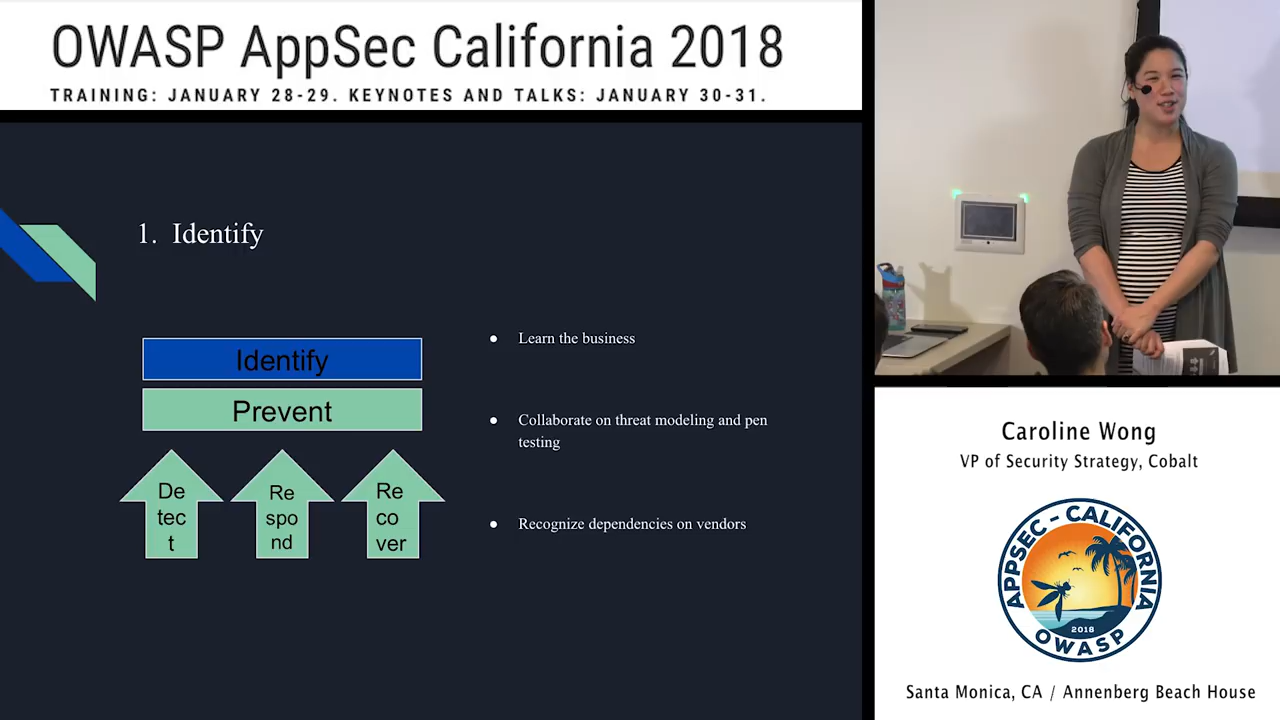 OWASP AppSec California 2018
TRAINING: JANUARY 28-29. KEYNOTES AND TALKS: JANUARY 30-31.
1. Identify
Identify
Prevent
De
tec
t
Re
spo
nd
Re
co
ver
● Learn the business
● Collaborate on threat modeling and pen
testing
● Recognize dependencies on vendors
Caroline Wong
VP of Security Strategy, Cobalt
APPSEC - CALIFORNIA
2018
OWASP
Santa Monica, CA / Annenberg Beach House